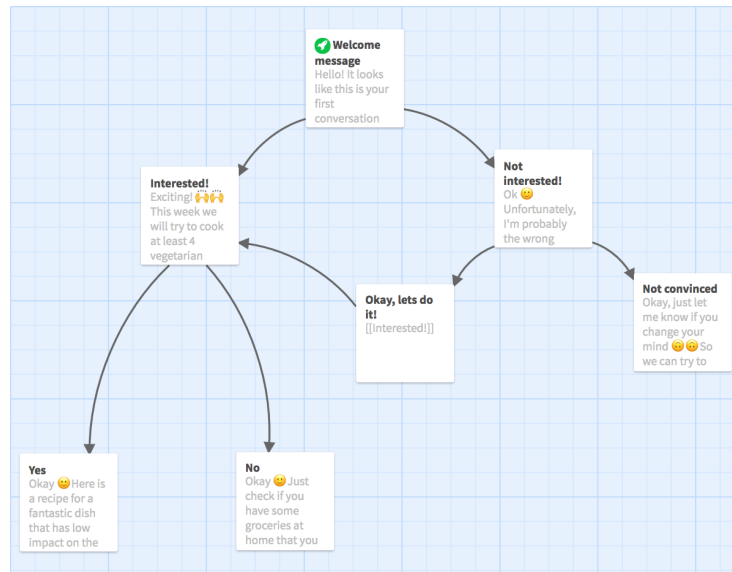 Welcome
message
Hello! It looks
like this is your
first
conversation
Interested!
Exciting! 🙌🙌
This week we
will try to cook
at least 4
vegetarian
Not
interested!
Ok 🙂
Unfortunately,
I'm probably
the wrong
Okay, lets do
it!
[[Interested!]]
Not convinced
Okay, just let
me know if you
change your
mind 🙃🙃So
we can try to
Yes
Okay 🙂Here is
a recipe for a
fantastic dish
that has low
impact on the
No
Okay 🙂Just
check if you
have some
groceries at
home that you